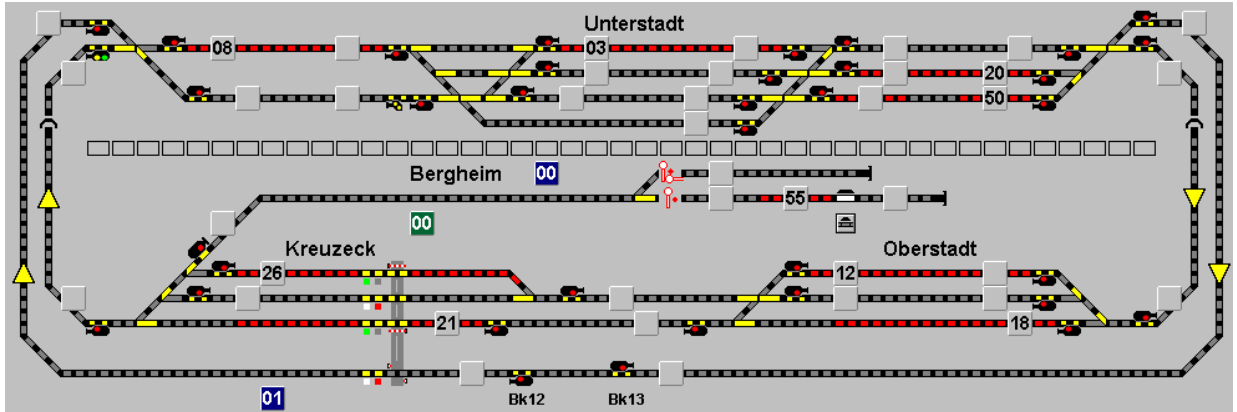 Unterstadt
08
03
20
50
Bergheim
00
55
00
Kreuzeck
Oberstadt
26
12
21
18
01
Bk12
Bk13